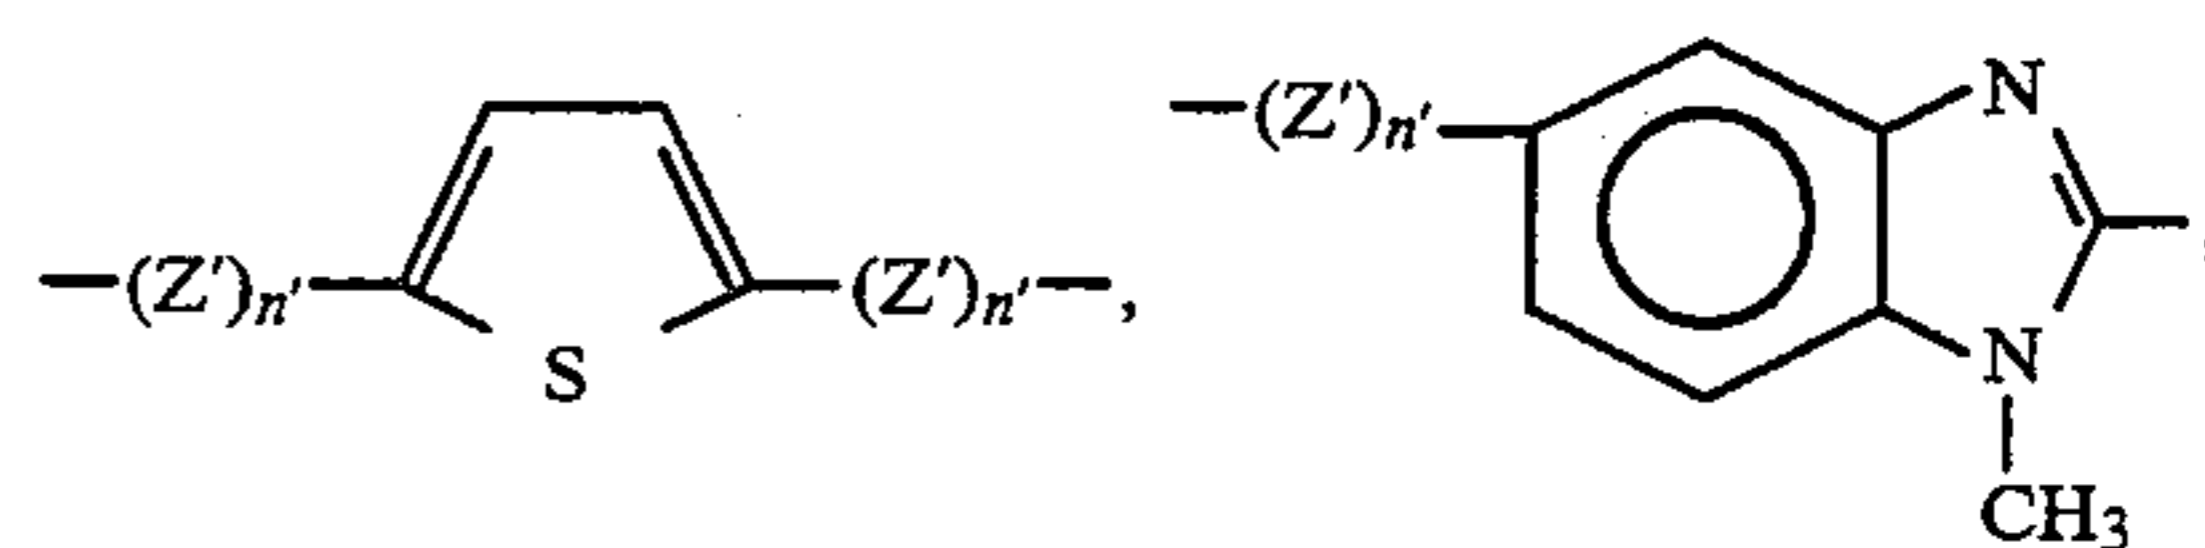 —(Z′)n′— S —(Z′)n′—,
—(Z′)n′— N N CH3